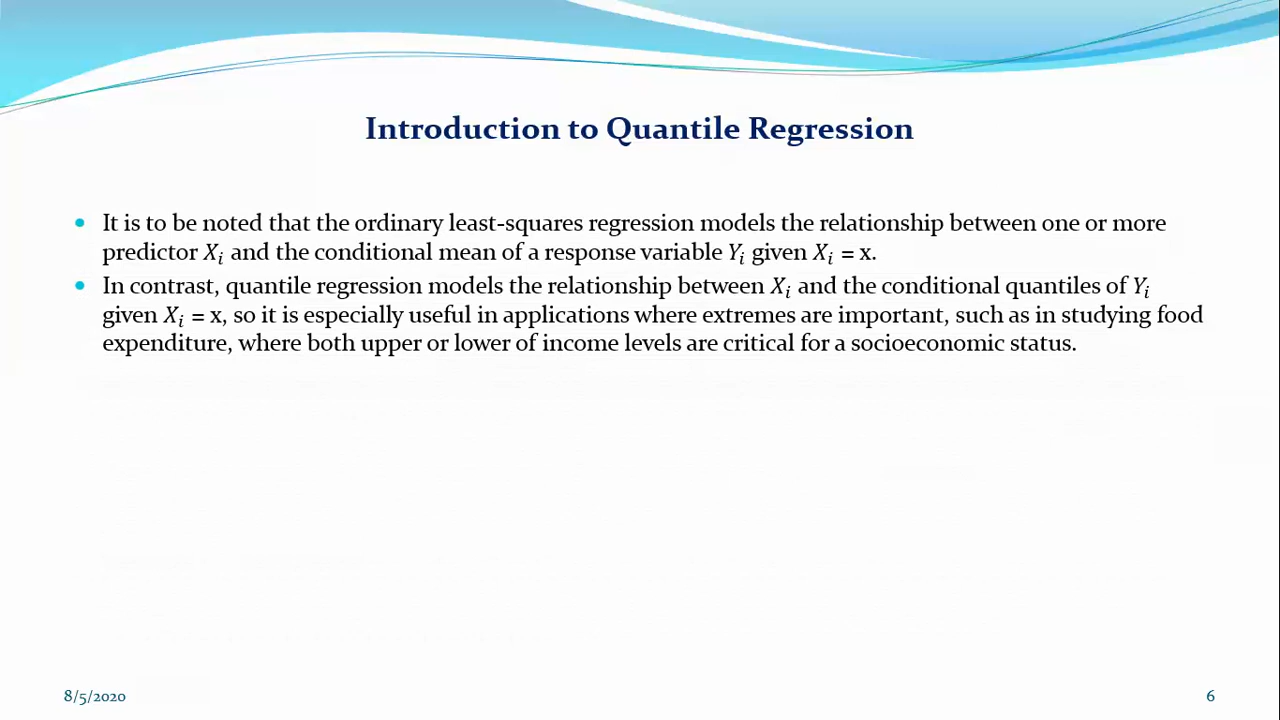 Introduction to Quantile Regression
• It is to be noted that the ordinary least-squares regression models the relationship between one or more
predictor Xᵢ and the conditional mean of a response variable Yᵢ given Xᵢ = x.
• In contrast, quantile regression models the relationship between Xᵢ and the conditional quantiles of Yᵢ
given Xᵢ = x, so it is especially useful in applications where extremes are important, such as in studying food
expenditure, where both upper or lower of income levels are critical for a socioeconomic status.
8/5/2020
6